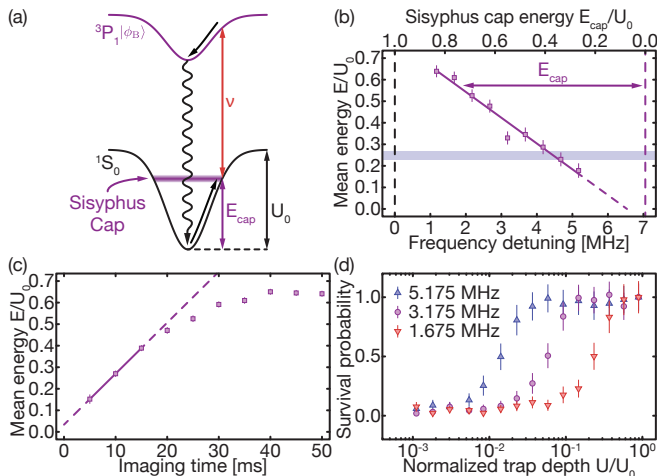 (a)
³P₁|ϕ_B⟩
ν
¹S₀
Sisyphus
Cap
E_cap
U₀
(b)
Sisyphus cap energy E_cap/U₀
1.0 0.8 0.6 0.4 0.2 0.0
Mean energy E/U₀
0.7
0.6
0.5
0.4
0.3
0.2
0.1
0.0
E_cap
0 1 2 3 4 5 6 7
Frequency detuning [MHz]
(c)
Mean energy E/U₀
0.7
0.6
0.5
0.4
0.3
0.2
0.1
0.0
0 10 20 30 40 50
Imaging time [ms]
(d)
Survival probability
1.0
0.5
0.0
5.175 MHz
3.175 MHz
1.675 MHz
10⁻³ 10⁻² 10⁻¹ 10⁰
Normalized trap depth U/U₀